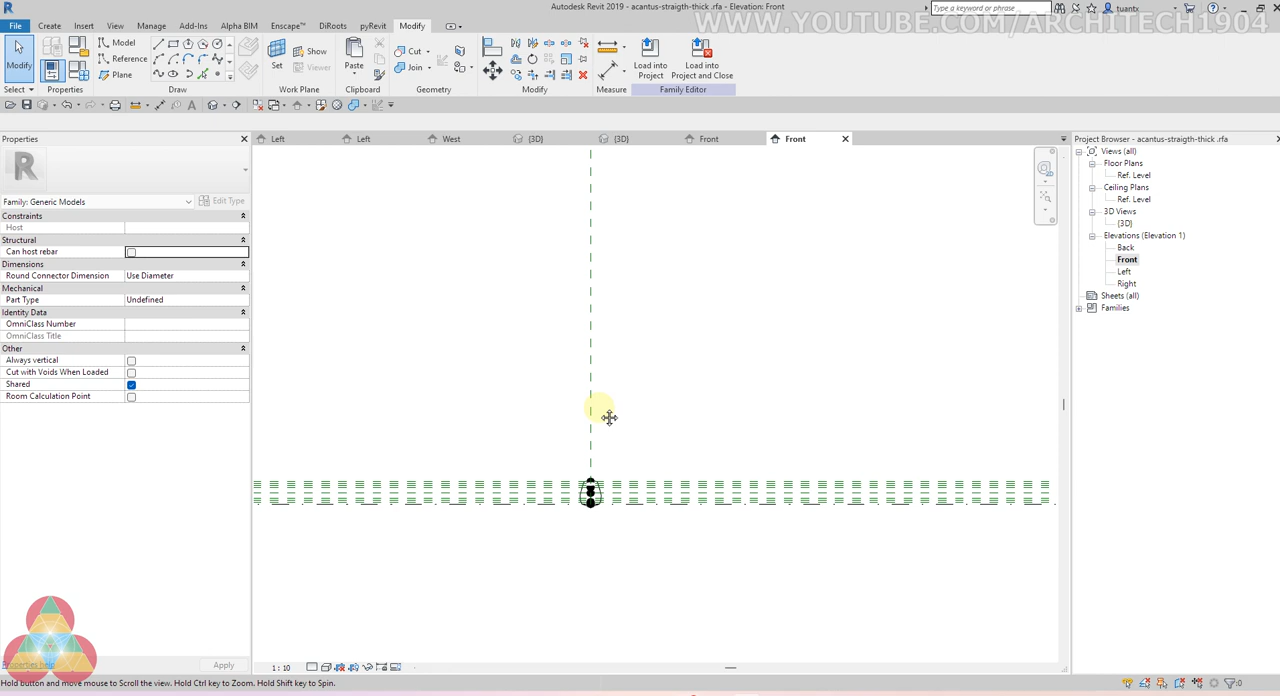 Autodesk Revit 2019 - acantus-straigth-thick .rfa - Elevation: Front
Type a keyword or phrase
tuantx
WWW.YOUTUBE.COM/ARCHITECH1904
File
Create
Insert
View
Manage
Add-Ins
Alpha BIM
Enscape™
DiRoots
pyRevit
Modify
Modify
Select
Properties
Model
Reference
Plane
Draw
Set
Show
Viewer
Work Plane
Paste
Clipboard
Cut
Join
Geometry
Modify
Measure
Load into
Project
Load into
Project and Close
Family Editor
Properties
Left
Left
West
{3D}
{3D}
Front
Front
Project Browser - acantus-straigth-thick .rfa
R
Family: Generic Models
Edit Type
Constraints
Host
Structural
Can host rebar
Dimensions
Round Connector Dimension Use Diameter
Mechanical
Part Type Undefined
Identity Data
OmniClass Number
OmniClass Title
Other
Always vertical
Cut with Voids When Loaded
Shared
Room Calculation Point
Views (all)
Floor Plans
Ref. Level
Ceiling Plans
Ref. Level
3D Views
{3D}
Elevations (Elevation 1)
Back
Front
Left
Right
Sheets (all)
Families
Properties help
Apply
1 : 10
Hold button and move mouse to Scroll the view. Hold Ctrl key to Zoom. Hold Shift key to Spin.
:0